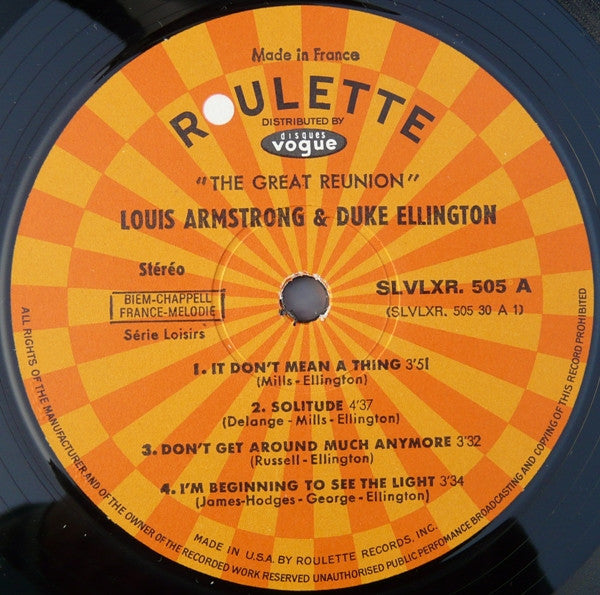 Made in France
ROULETTE
DISTRIBUTED BY
disques
vogue
"THE GREAT REUNION"
LOUIS ARMSTRONG & DUKE ELLINGTON
Stéréo
SLVLXR. 505 A
(SLVLXR. 505 30 A 1)
BIEM-CHAPPELL
FRANCE-MELODIE
Série Loisirs
1. IT DON'T MEAN A THING 3'51
(Mills-Ellington)
2. SOLITUDE 4'37
(Delange-Mills-Ellington)
3. DON'T GET AROUND MUCH ANYMORE 3'32
(Russell-Ellington)
4. I'M BEGINNING TO SEE THE LIGHT 3'34
(James-Hodges-George-Ellington)
MADE IN U.S.A. BY ROULETTE RECORDS, INC.
ALL RIGHTS OF THE MANUFACTURER AND OF THE OWNER OF THE RECORDED WORK RESERVED UNAUTHORISED PUBLIC PERFOMANCE BROADCASTING AND COPYING OF THIS RECORD PROHIBITED